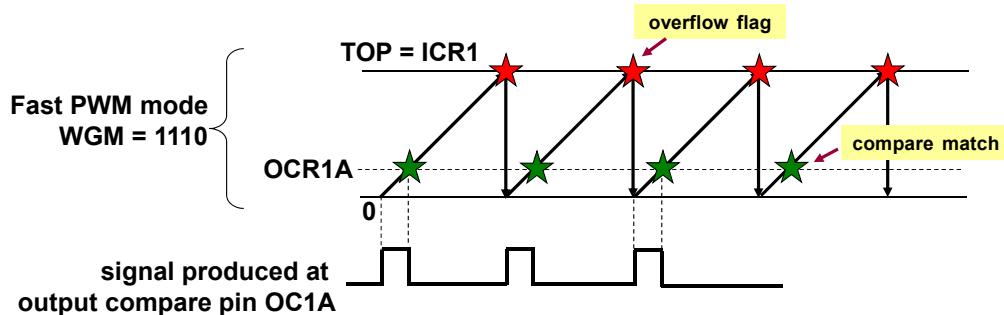 overflow flag
TOP = ICR1
Fast PWM mode
WGM = 1110
compare match
OCR1A
0
signal produced at
output compare pin OC1A